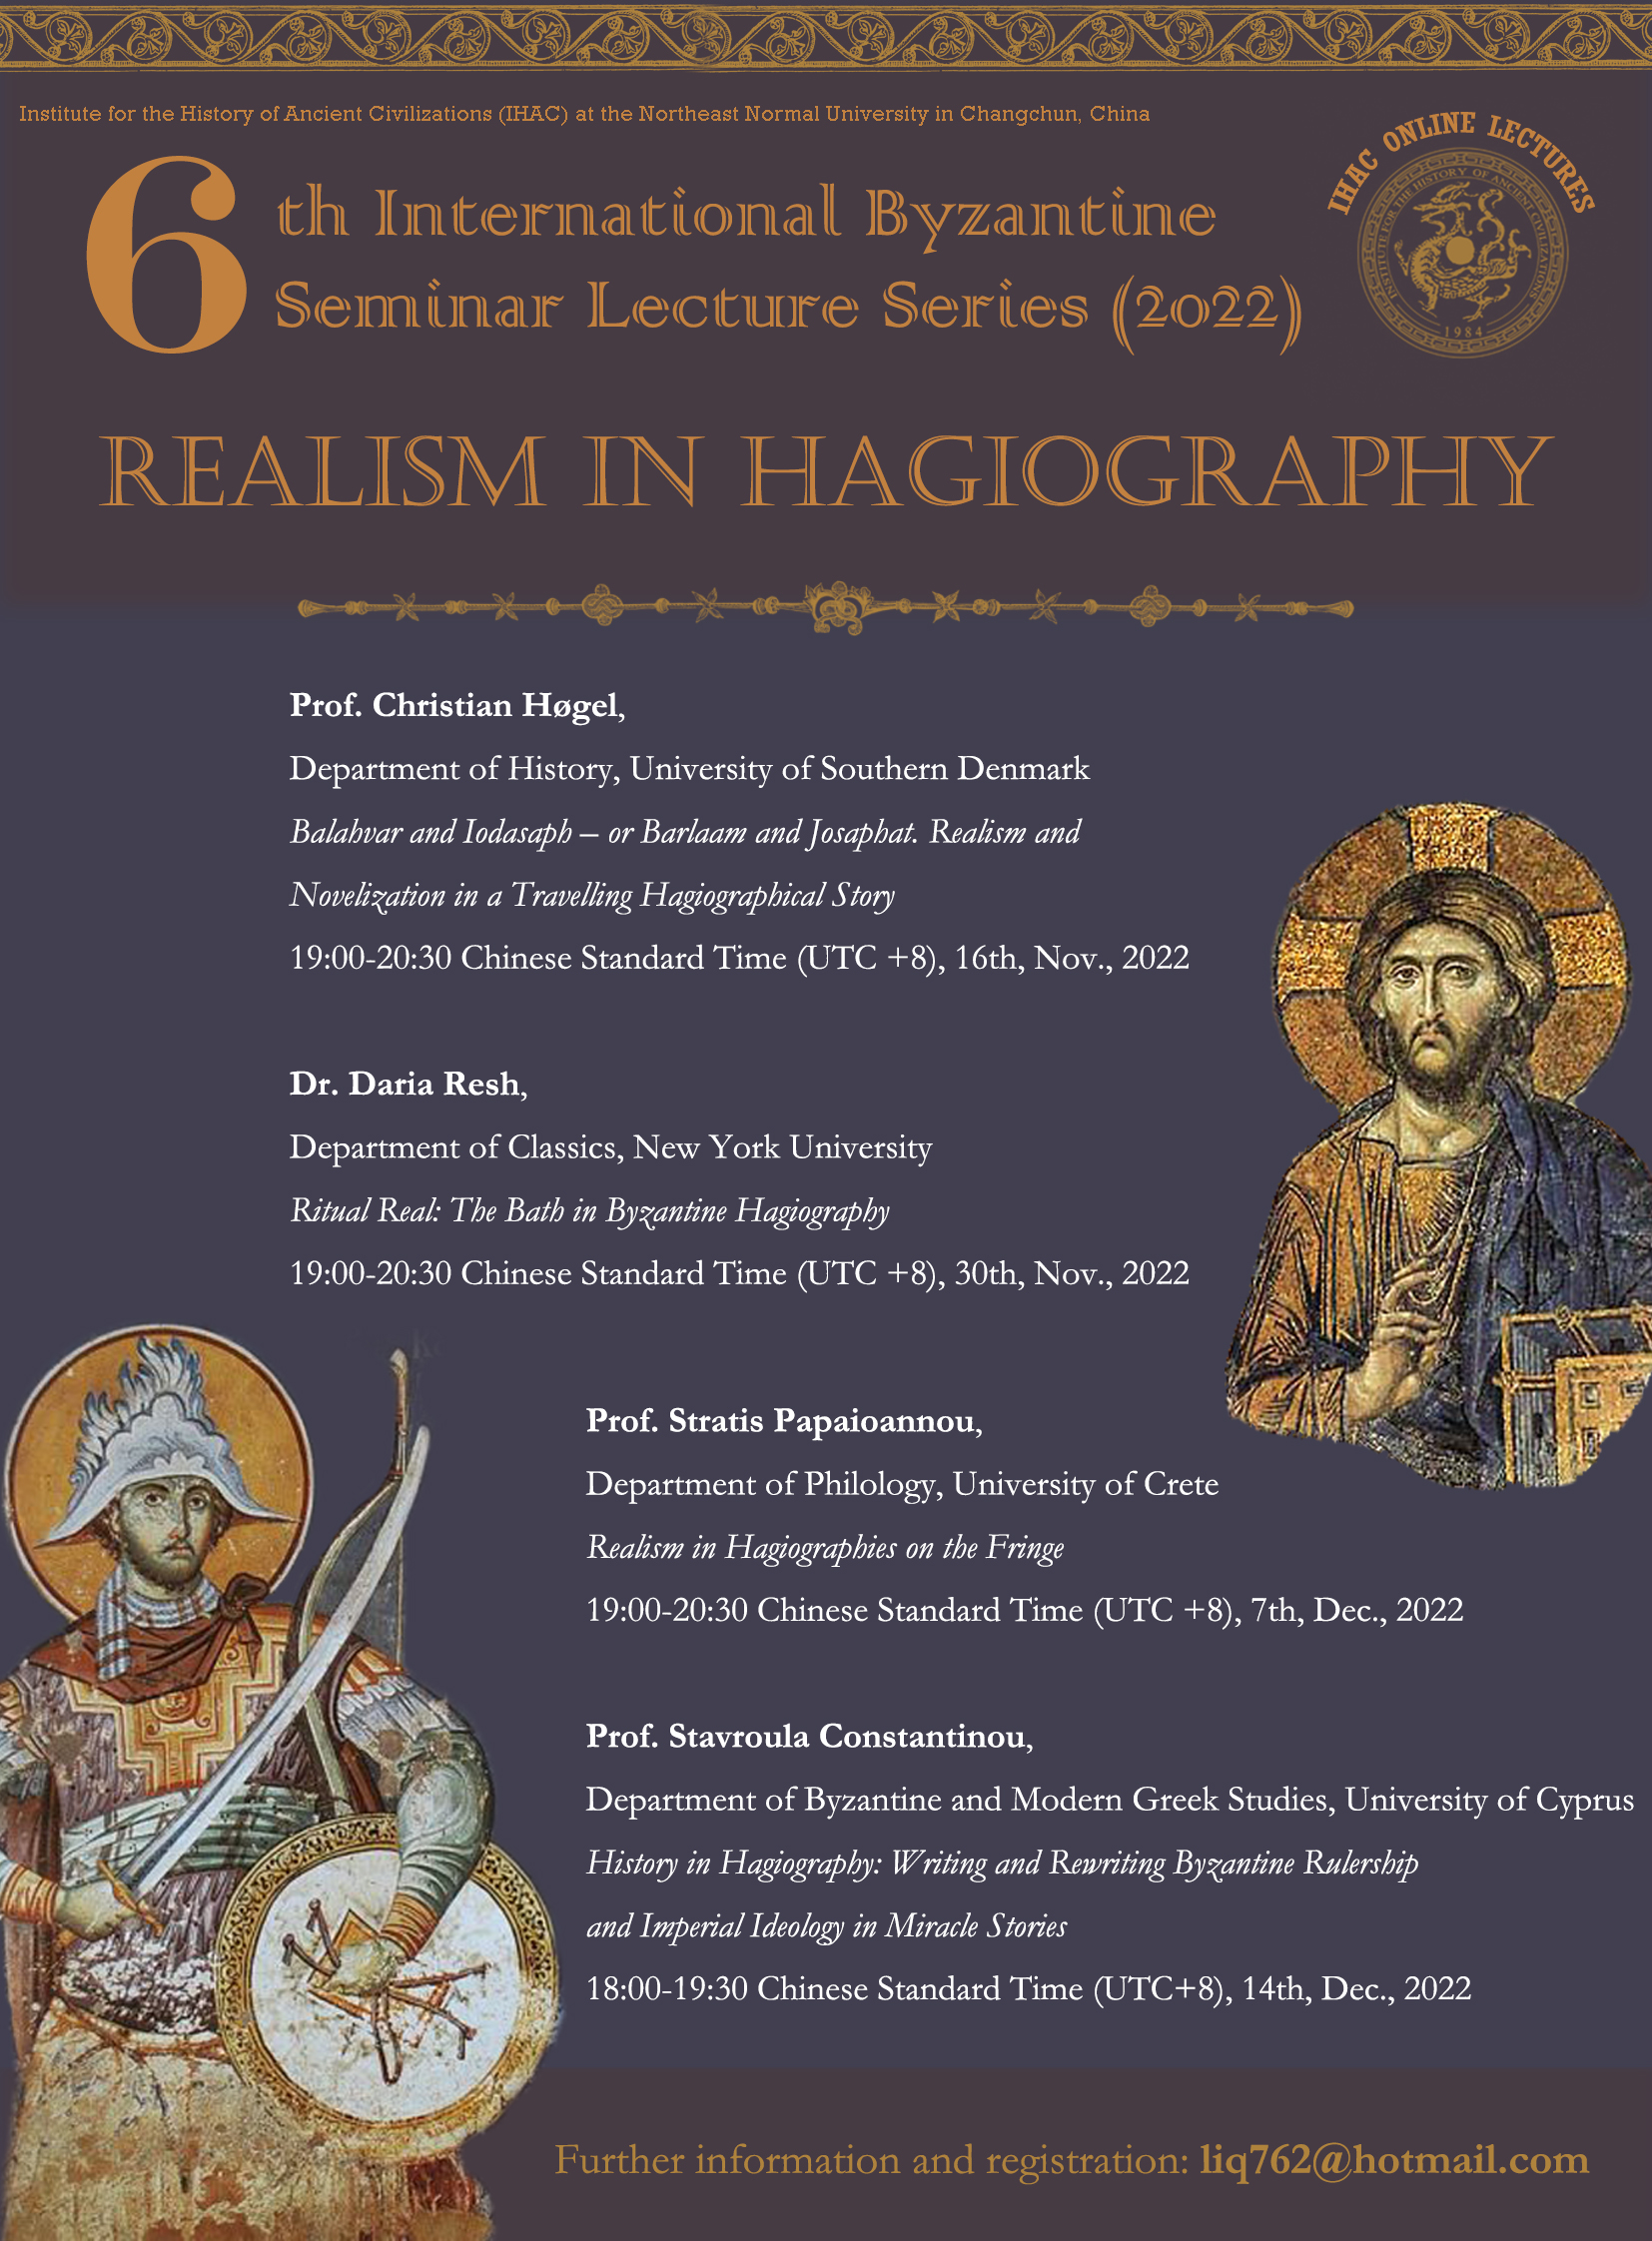 Institute for the History of Ancient Civilizations (IHAC) at the Northeast Normal University in Changchun, China
6th International Byzantine
Seminar Lecture Series (2022)
IHAC ONLINE LECTURES
INSTITUTE FOR THE HISTORY OF ANCIENT CIVILIZATIONS
1984
REALISM IN HAGIOGRAPHY
Prof. Christian Høgel,
Department of History, University of Southern Denmark
Balahvar and Iodasaph – or Barlaam and Josaphat. Realism and
Novelization in a Travelling Hagiographical Story
19:00-20:30 Chinese Standard Time (UTC +8), 16th, Nov., 2022
Dr. Daria Resh,
Department of Classics, New York University
Ritual Real: The Bath in Byzantine Hagiography
19:00-20:30 Chinese Standard Time (UTC +8), 30th, Nov., 2022
Prof. Stratis Papaioannou,
Department of Philology, University of Crete
Realism in Hagiographies on the Fringe
19:00-20:30 Chinese Standard Time (UTC +8), 7th, Dec., 2022
Prof. Stavroula Constantinou,
Department of Byzantine and Modern Greek Studies, University of Cyprus
History in Hagiography: Writing and Rewriting Byzantine Rulership
and Imperial Ideology in Miracle Stories
18:00-19:30 Chinese Standard Time (UTC+8), 14th, Dec., 2022
Further information and registration: liq762@hotmail.com